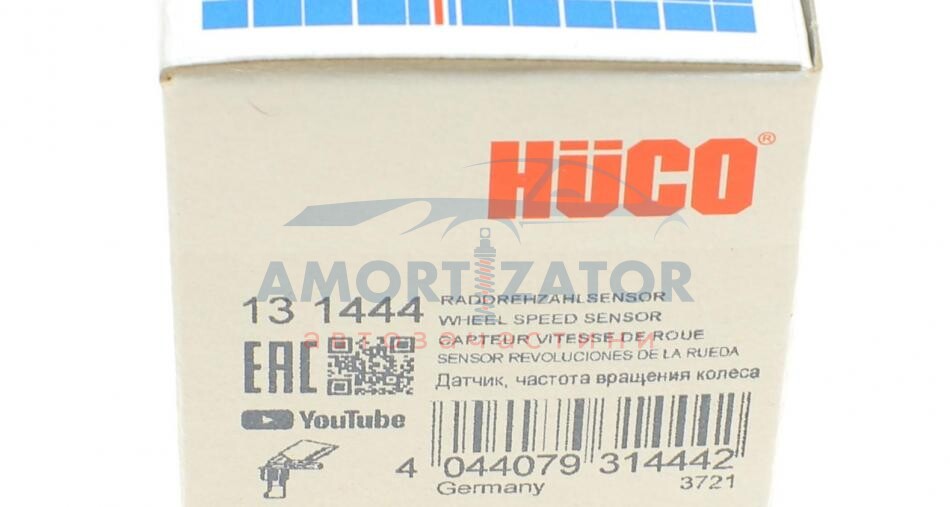 HÜCO®
AMORTIZATOR
автозапчастини
13 1444
RADDREHZAHLSENSOR
WHEEL SPEED SENSOR
CAPTEUR VITESSE DE ROUE
SENSOR REVOLUCIONES DE LA RUEDA
Датчик, частота вращения колеса
EAC
YouTube
4 044079 314442
Germany
3721